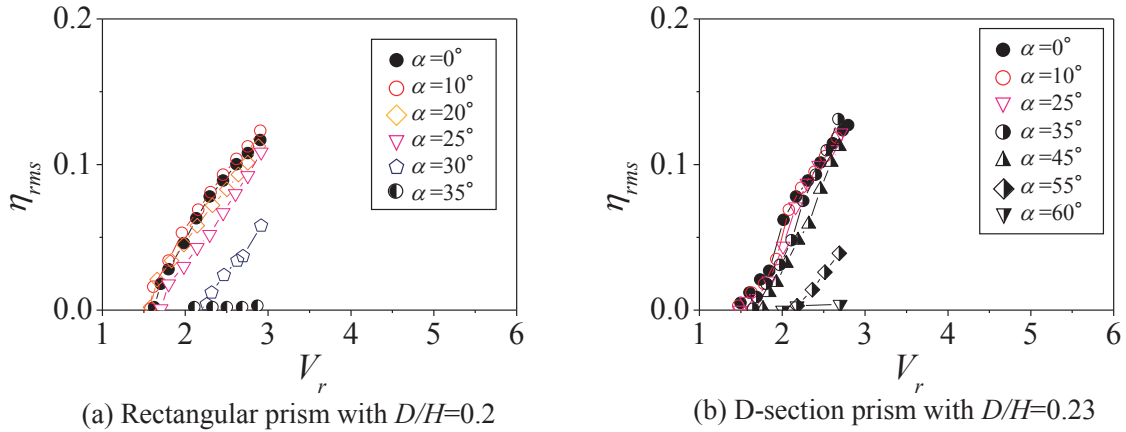 0.2
0.1
0.0
η_rms
1 2 3 4 5 6
V_r
α=0°
α=10°
α=20°
α=25°
α=30°
α=35°
(a) Rectangular prism with D/H=0.2
0.2
0.1
0.0
η_rms
1 2 3 4 5 6
V_r
α=0°
α=10°
α=25°
α=35°
α=45°
α=55°
α=60°
(b) D-section prism with D/H=0.23